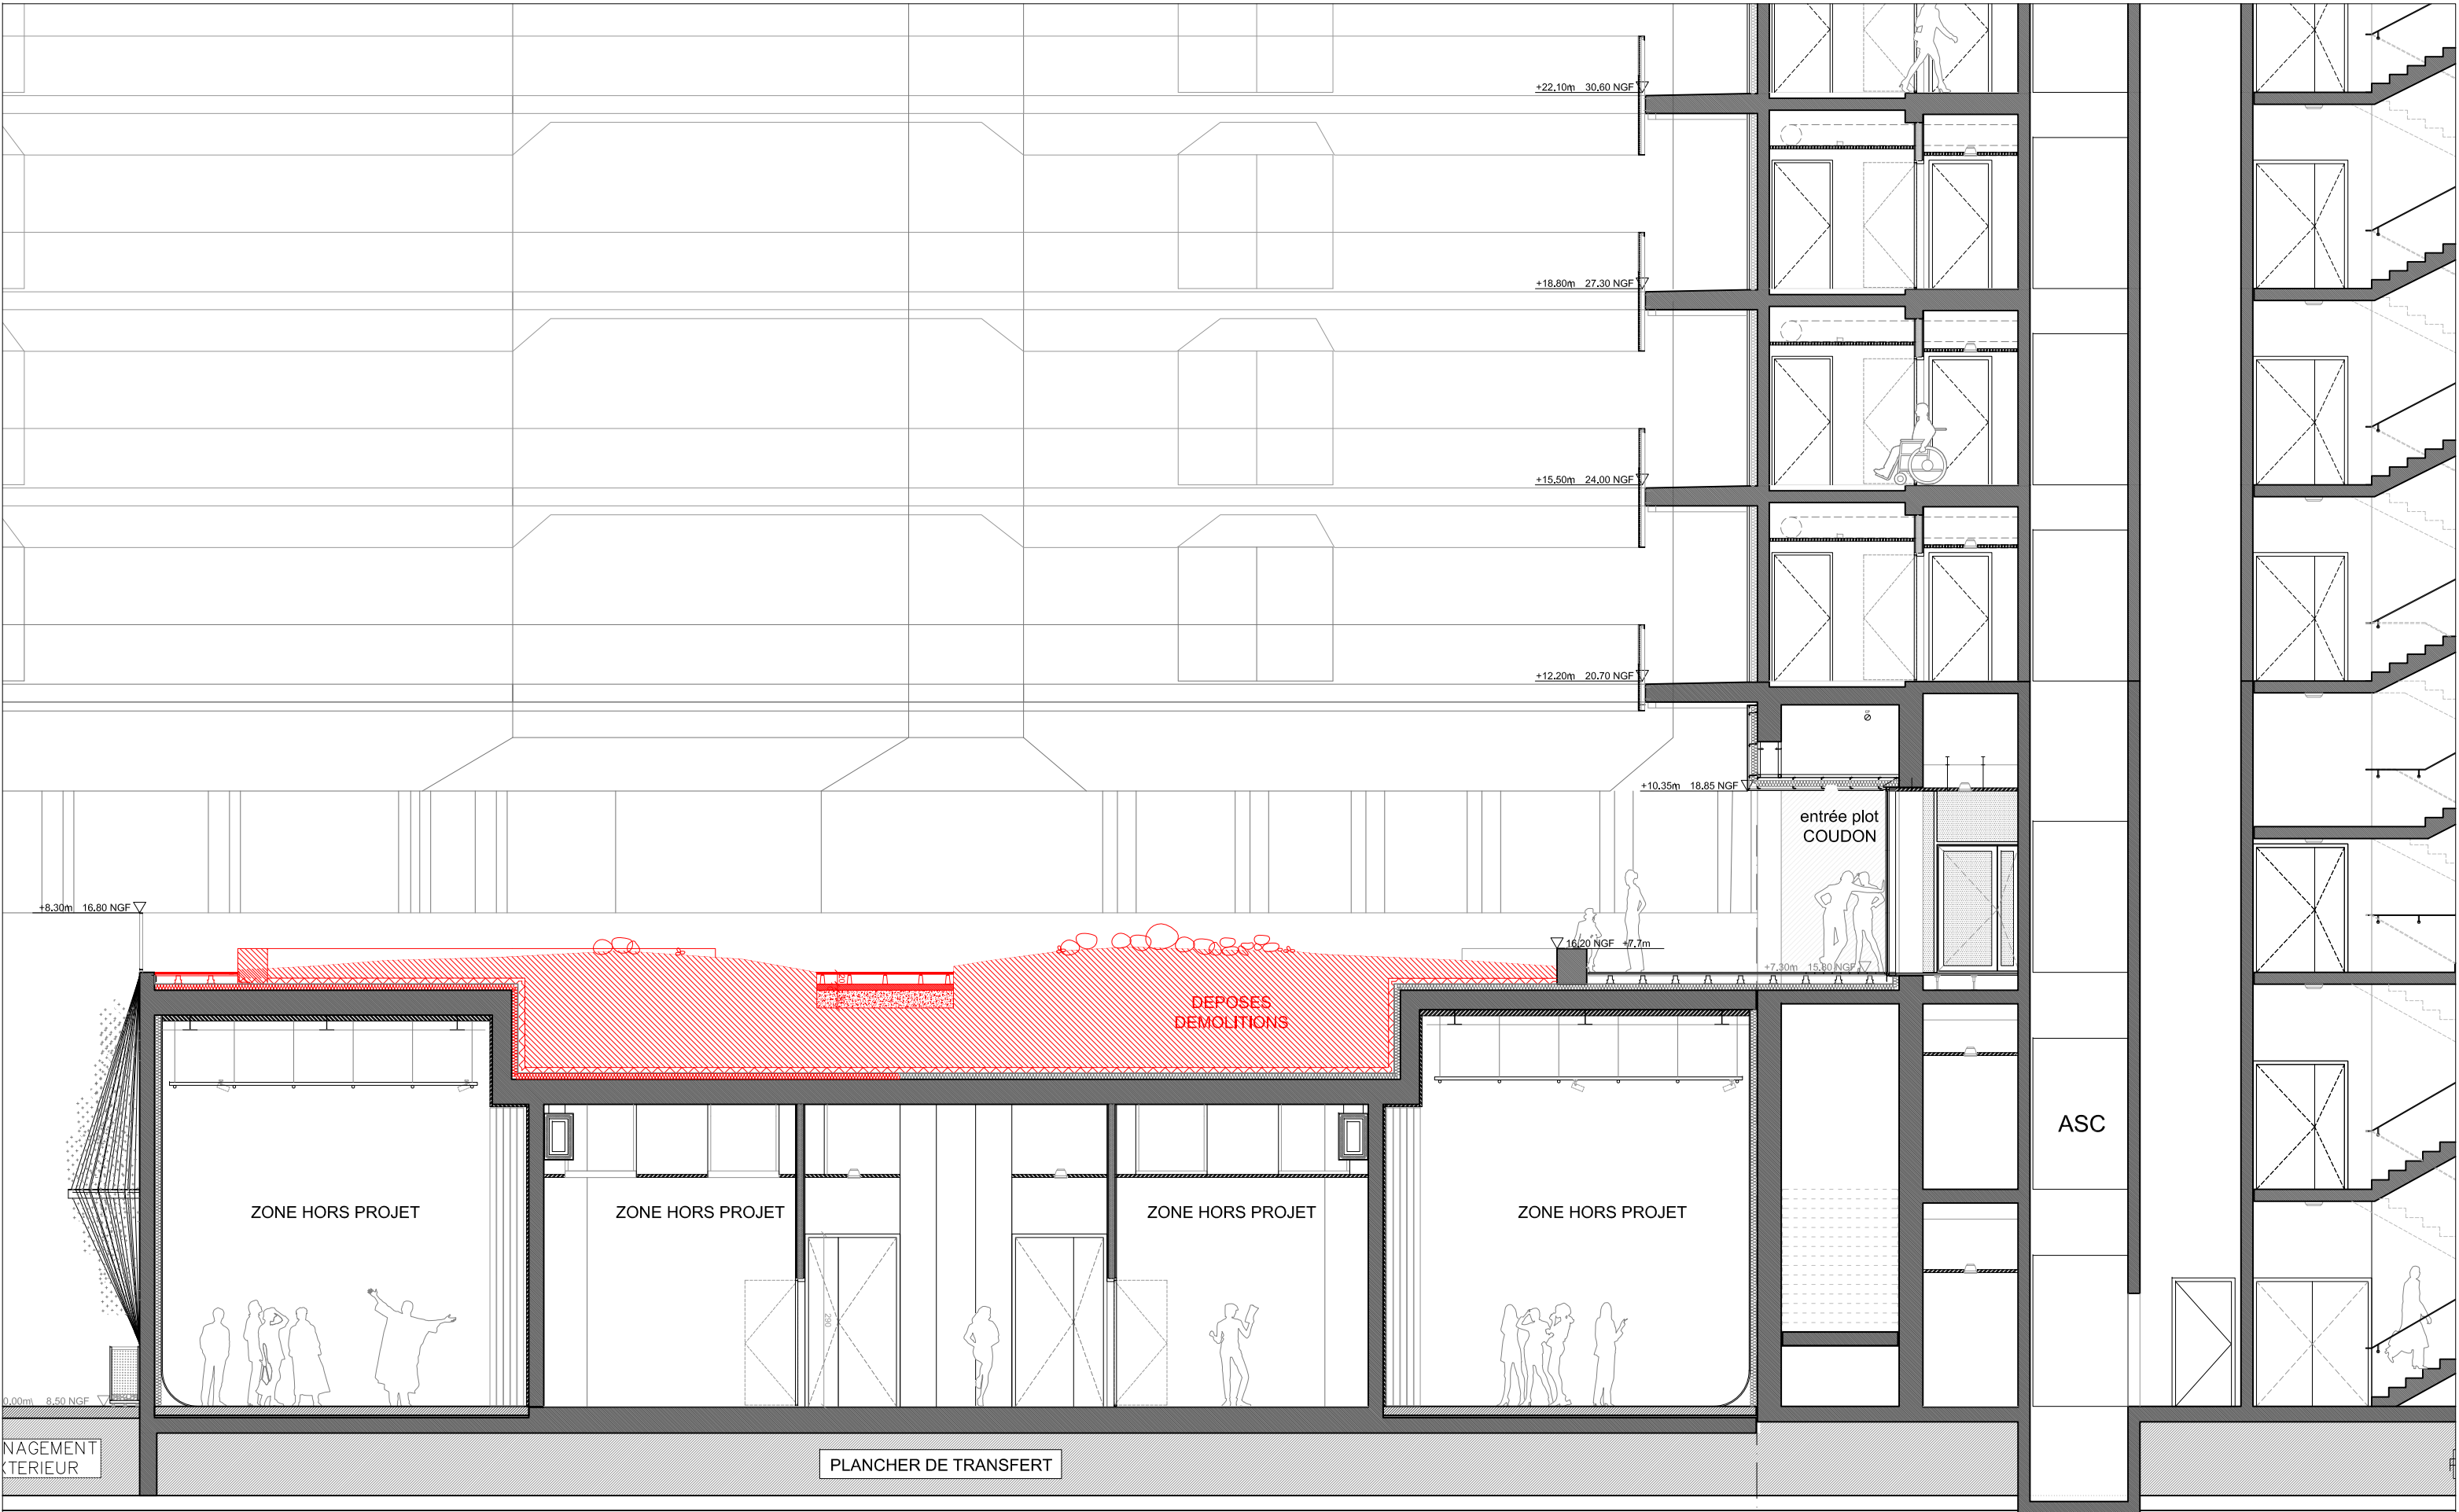 +22.10m 30.60 NGF
+18.80m 27.30 NGF
+15.50m 24.00 NGF
+12.20m 20.70 NGF
+10.35m 18.85 NGF
entrée plot
COUDON
+8.30m 16.80 NGF
16.20 NGF +7.7m
+7.30m 15.80 NGF
DEPOSES
DEMOLITIONS
ASC
ZONE HORS PROJET
ZONE HORS PROJET
ZONE HORS PROJET
ZONE HORS PROJET
290
0.00m 8.50 NGF
NAGEMENT
XTERIEUR
PLANCHER DE TRANSFERT